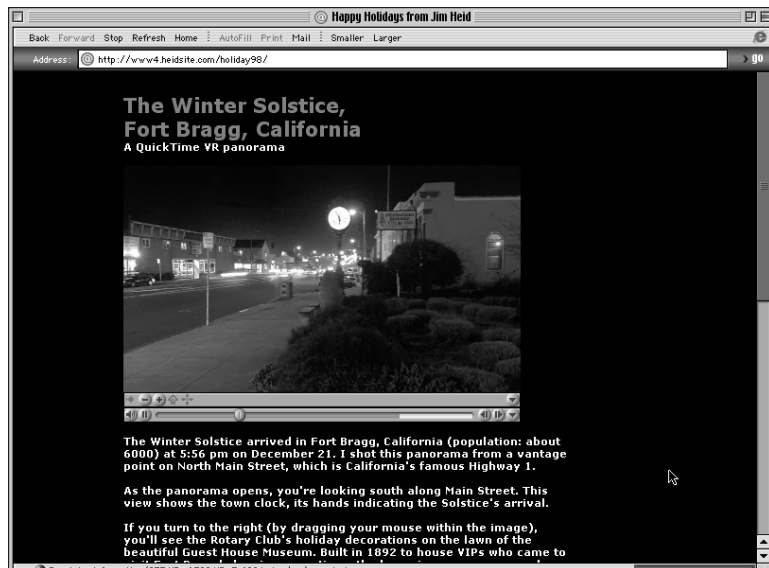 Happy Holidays from Jim Heid
Back Forward Stop Refresh Home AutoFill Print Mail Smaller Larger
Address: @ http://www4.heidsite.com/holiday98/ go
The Winter Solstice,
Fort Bragg, California
A QuickTime VR panorama
The Winter Solstice arrived in Fort Bragg, California (population: about
6000) at 5:56 pm on December 21. I shot this panorama from a vantage
point on North Main Street, which is California's famous Highway 1.
As the panorama opens, you're looking south along Main Street. This
view shows the town clock, its hands indicating the Solstice's arrival.
If you turn to the right (by dragging your mouse within the image),
you'll see the Rotary Club's holiday decorations on the lawn of the
beautiful Guest House Museum. Built in 1892 to house VIPs who came to